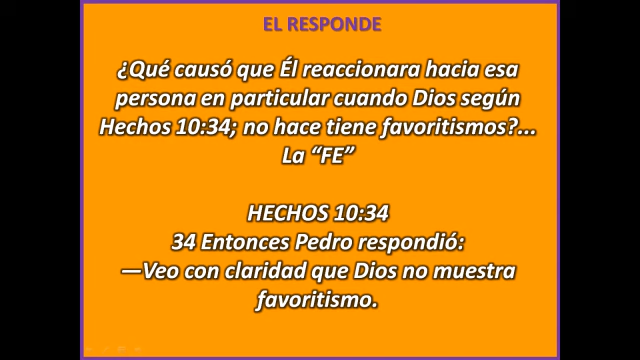 EL RESPONDE
¿Qué causó que Él reaccionara hacia esa
persona en particular cuando Dios según
Hechos 10:34; no hace tiene favoritismos?...
La “FE”
HECHOS 10:34
34 Entonces Pedro respondió:
—Veo con claridad que Dios no muestra
favoritismo.